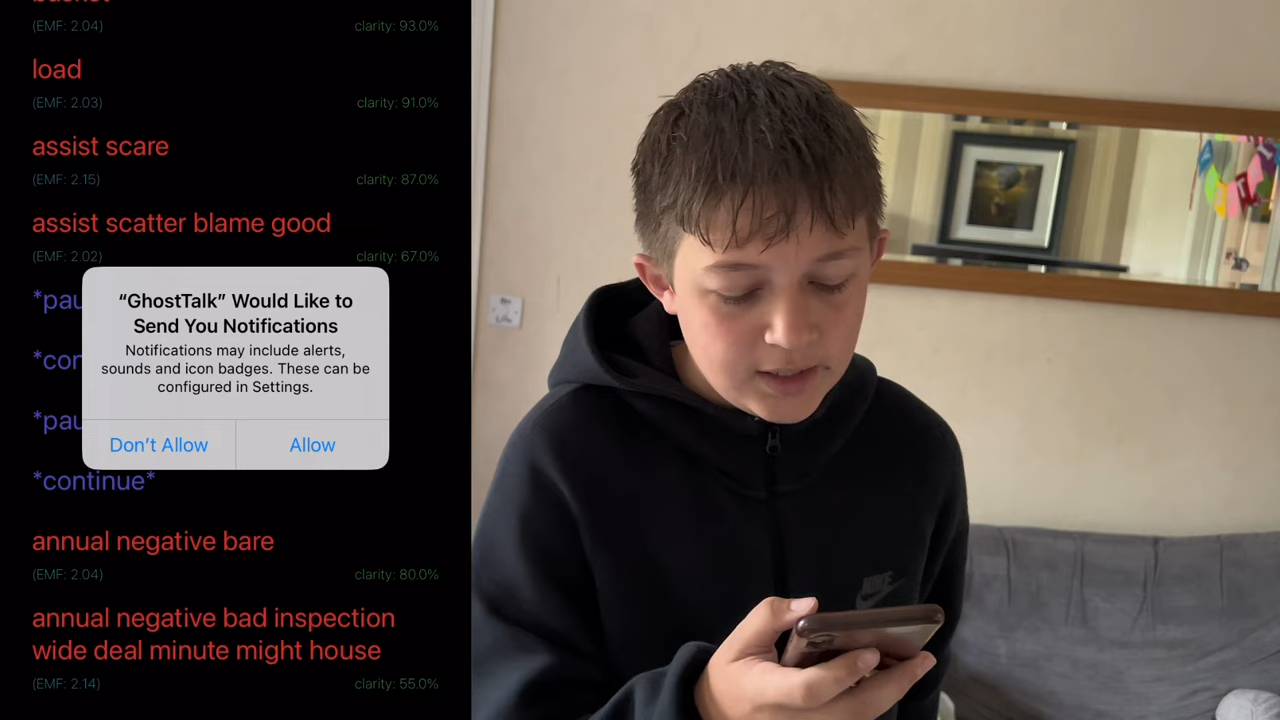 (EMF: 2.04) clarity: 93.0%
load
(EMF: 2.03) clarity: 91.0%
assist scare
(EMF: 2.15) clarity: 87.0%
assist scatter blame good
(EMF: 2.02) clarity: 67.0%
*pau
“GhostTalk” Would Like to
Send You Notifications
Notifications may include alerts,
sounds and icon badges. These can be
configured in Settings.
*con
*pau
Don’t Allow Allow
*continue*
annual negative bare
(EMF: 2.04) clarity: 80.0%
annual negative bad inspection
wide deal minute might house
(EMF: 2.14) clarity: 55.0%
NIKE